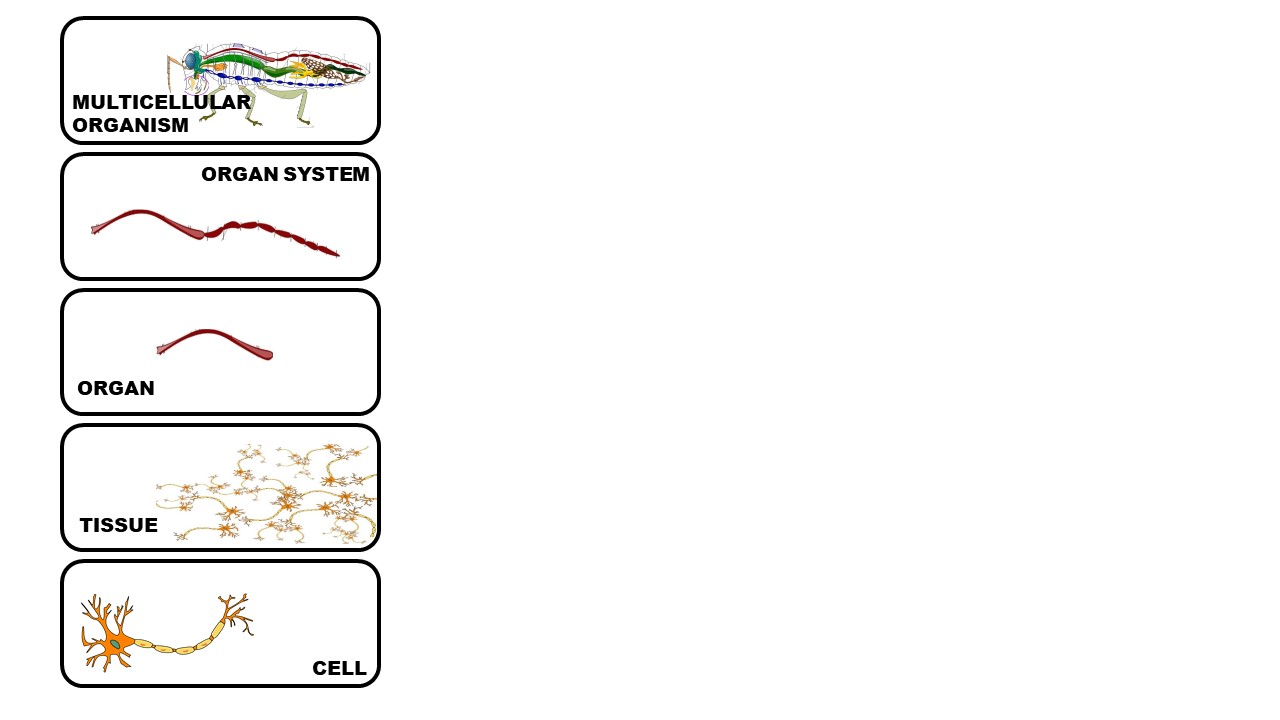 MULTICELLULAR
ORGANISM
ORGAN SYSTEM
ORGAN
TISSUE
CELL